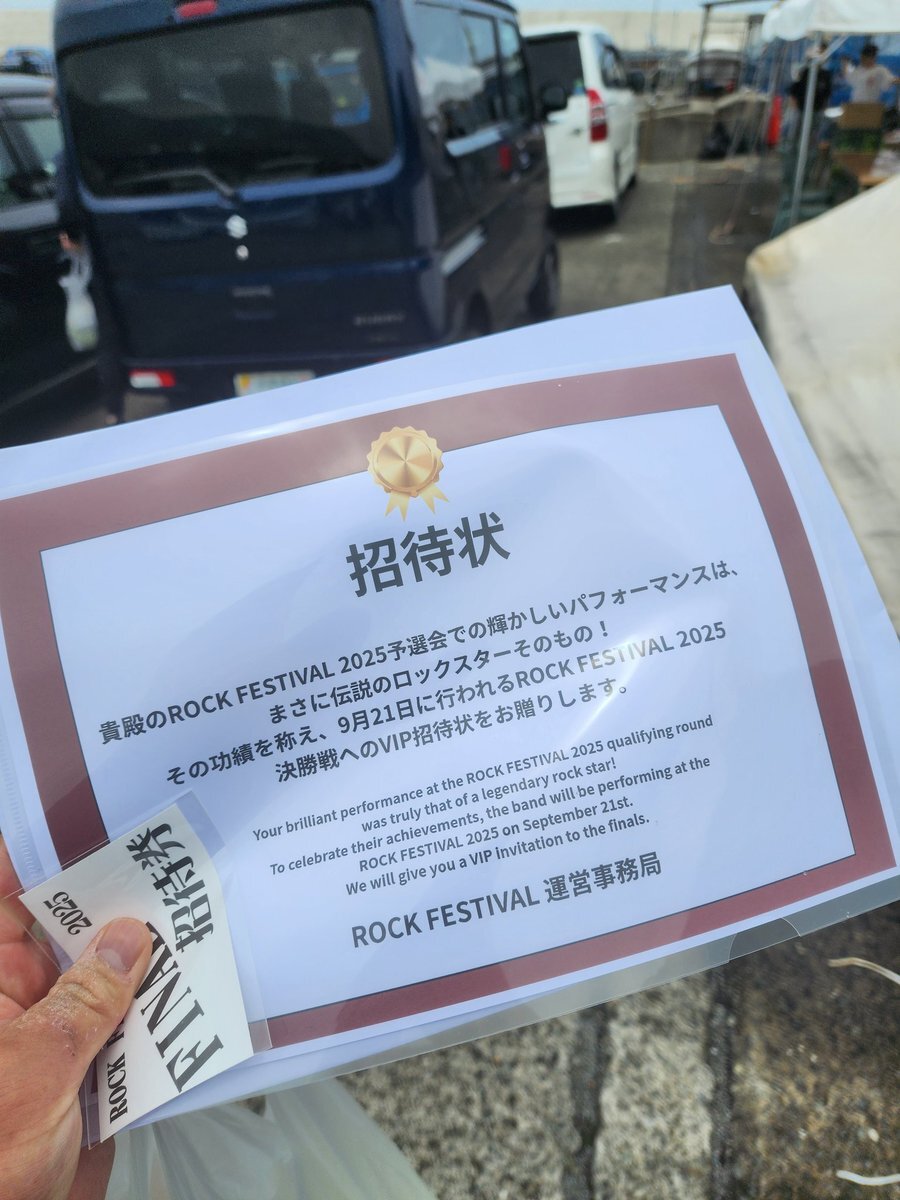 招待状
貴殿のROCK FESTIVAL 2025予選会での輝かしいパフォーマンスは、
まさに伝説のロックスターそのもの！
その功績を称え、9月21日に行われるROCK FESTIVAL 2025
決勝戦へのVIP招待状をお贈りします。
Your brilliant performance at the ROCK FESTIVAL 2025 qualifying round
was truly that of a legendary rock star!
To celebrate their achievements, the band will be performing at the
ROCK FESTIVAL 2025 on September 21st.
We will give you a VIP invitation to the finals.
ROCK FESTIVAL 運営事務局
2025
ROCK
FINAL
招待券